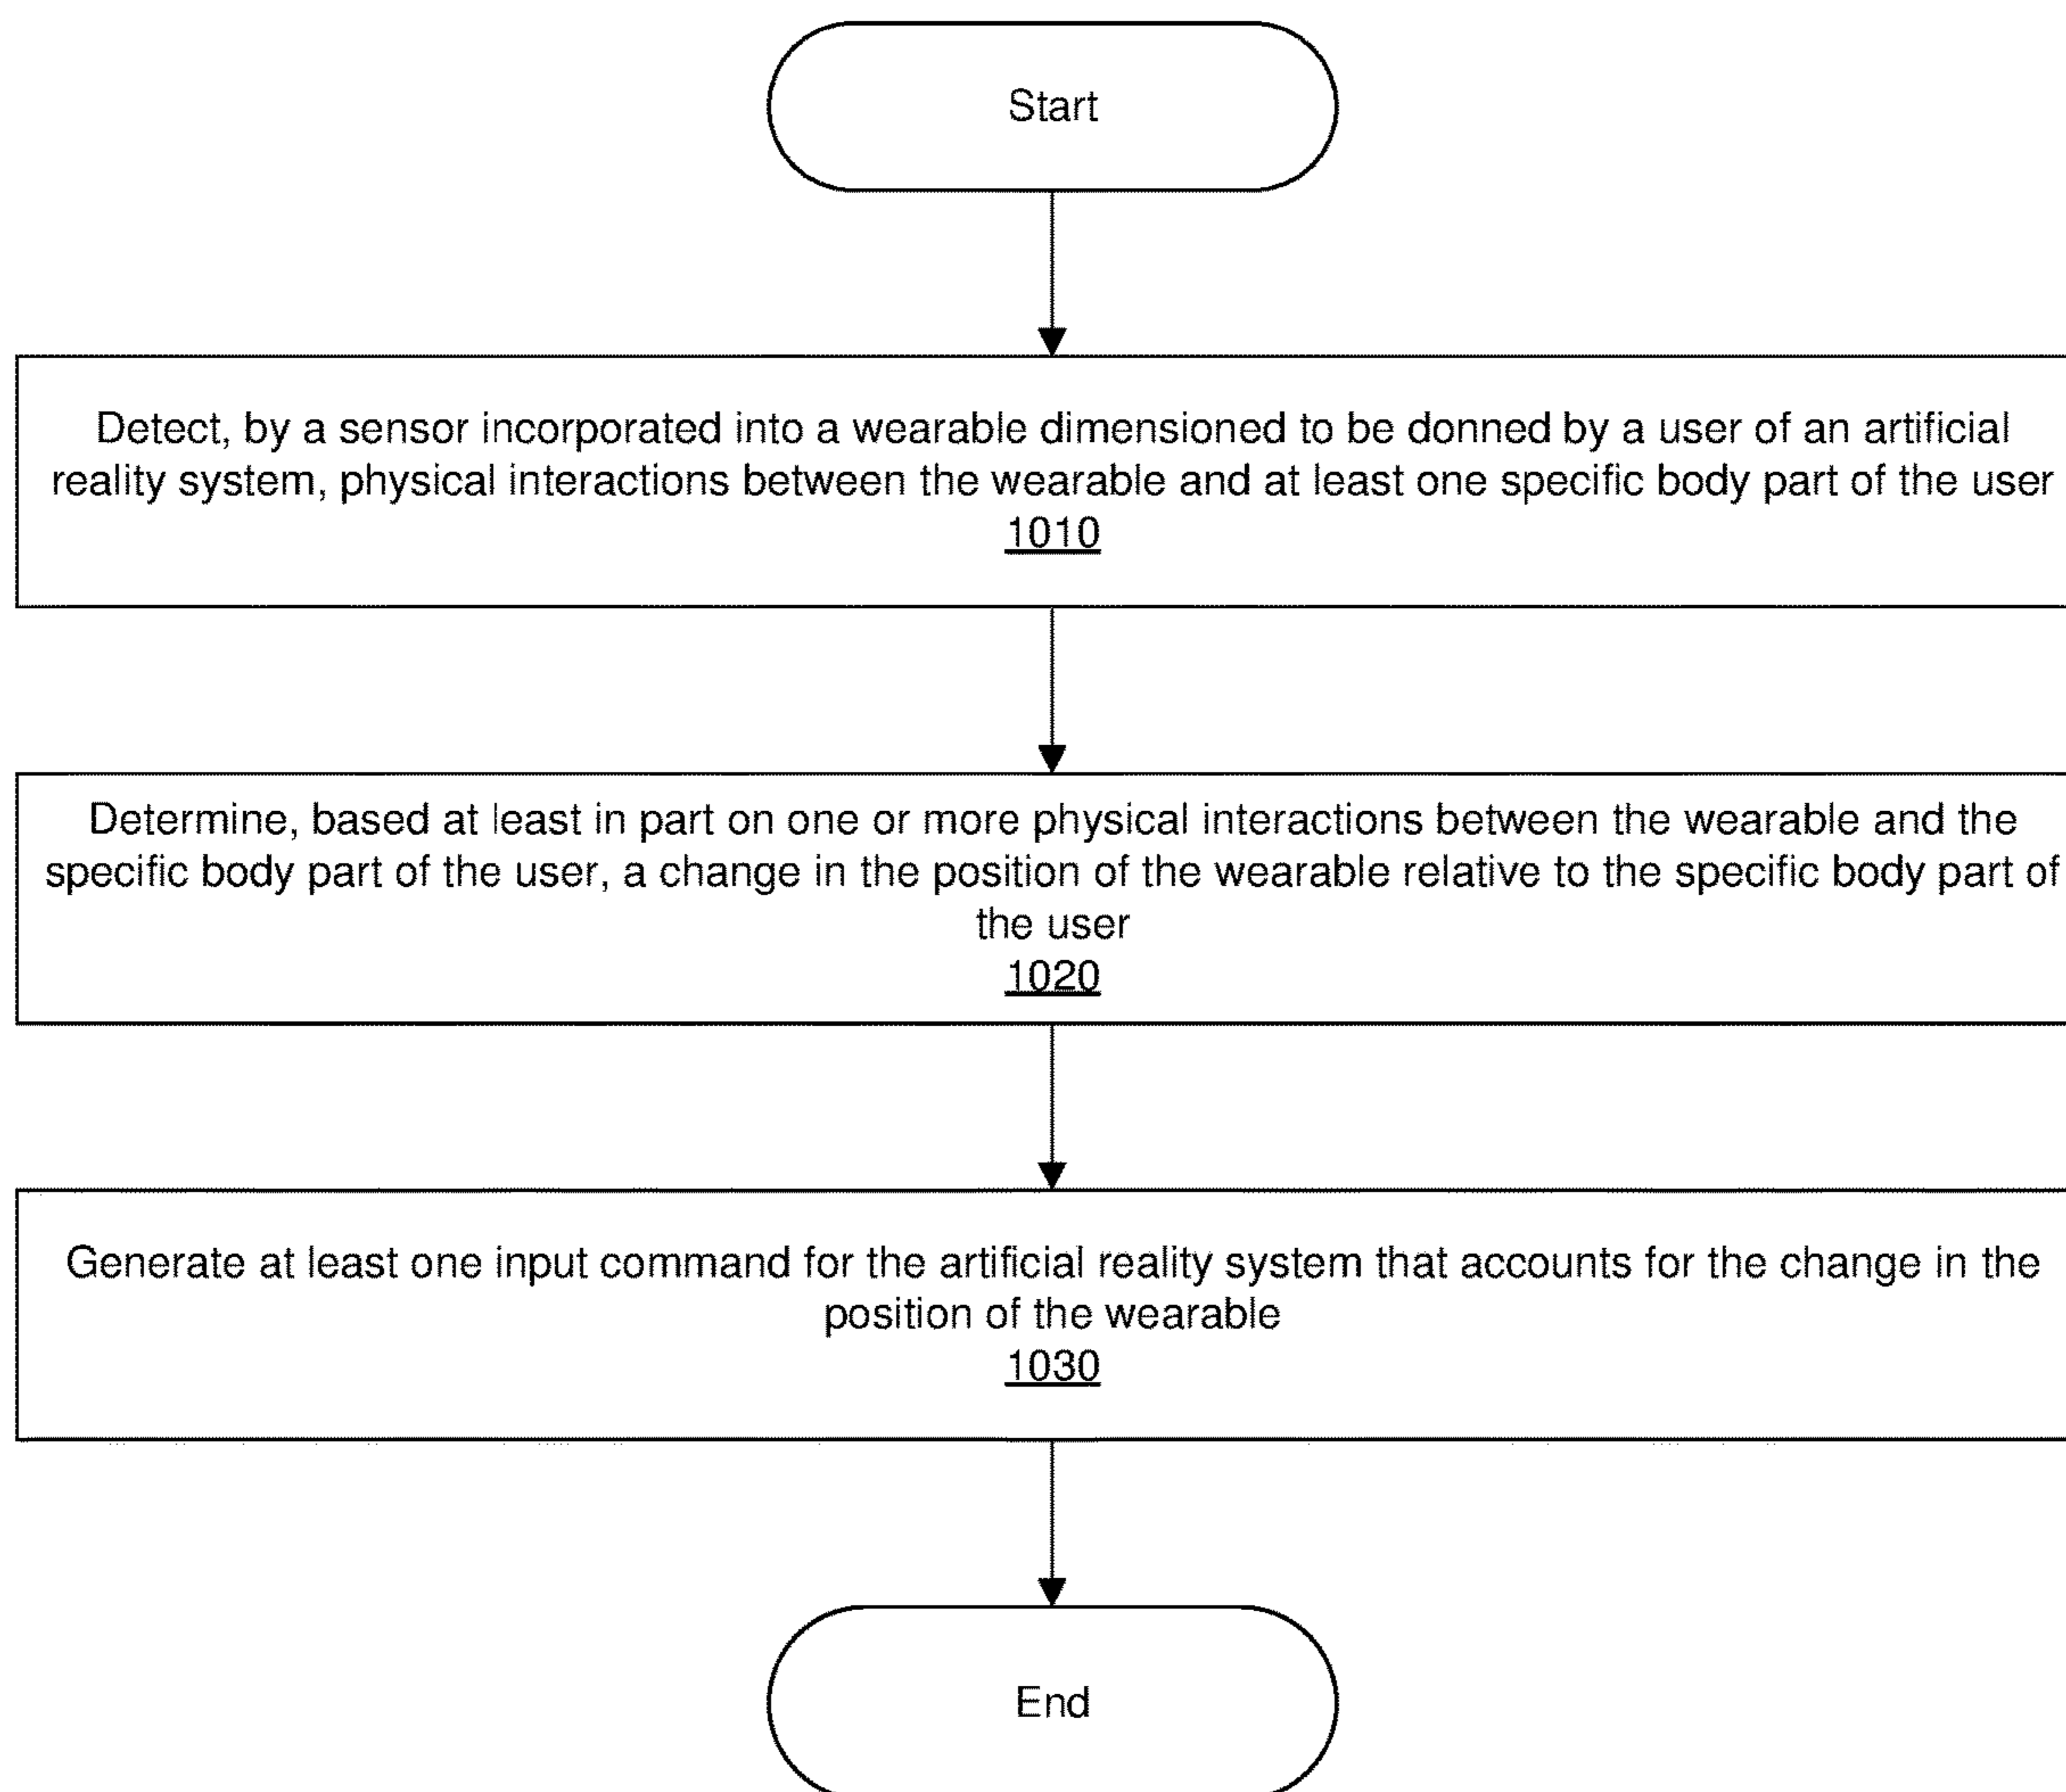 Start
Detect, by a sensor incorporated into a wearable dimensioned to be donned by a user of an artificial
reality system, physical interactions between the wearable and at least one specific body part of the user
1010
Determine, based at least in part on one or more physical interactions between the wearable and the
specific body part of the user, a change in the position of the wearable relative to the specific body part of
the user
1020
Generate at least one input command for the artificial reality system that accounts for the change in the
position of the wearable
1030
End